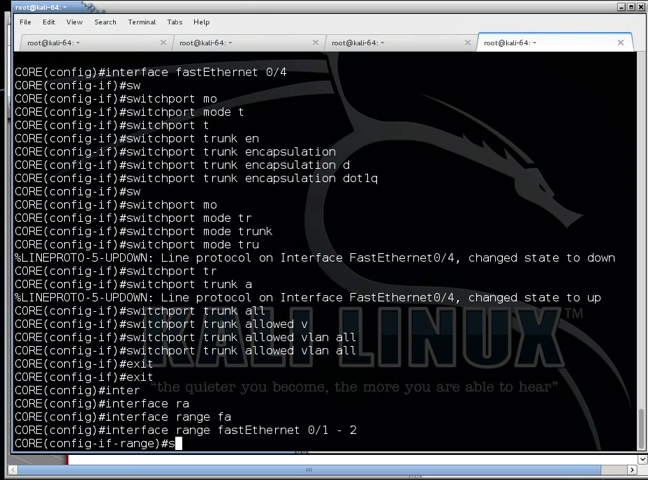 root@kali-64: ~
File Edit View Search Terminal Tabs Help
root@kali-64: ~ root@kali-64: ~ root@kali-64: ~ root@kali-64: ~
CORE(config)#interface fastEthernet 0/4
CORE(config-if)#sw
CORE(config-if)#switchport mo
CORE(config-if)#switchport mode t
CORE(config-if)#switchport t
CORE(config-if)#switchport trunk en
CORE(config-if)#switchport trunk encapsulation
CORE(config-if)#switchport trunk encapsulation d
CORE(config-if)#switchport trunk encapsulation dot1q
CORE(config-if)#sw
CORE(config-if)#switchport mo
CORE(config-if)#switchport mode tr
CORE(config-if)#switchport mode trunk
CORE(config-if)#switchport mode tru
%LINEPROTO-5-UPDOWN: Line protocol on Interface FastEthernet0/4, changed state to down
CORE(config-if)#switchport tr
CORE(config-if)#switchport trunk a
%LINEPROTO-5-UPDOWN: Line protocol on Interface FastEthernet0/4, changed state to up
CORE(config-if)#switchport trunk all
CORE(config-if)#switchport trunk allowed v
CORE(config-if)#switchport trunk allowed vlan all
CORE(config-if)#switchport trunk allowed vlan all
CORE(config-if)#exit
CORE(config-if)#exit
CORE(config)#inter
CORE(config)#interface ra
CORE(config)#interface range fa
CORE(config)#interface range fastEthernet 0/1 - 2
CORE(config-if-range)#s
KALI LINUX™
"the quieter you become, the more you are able to hear"